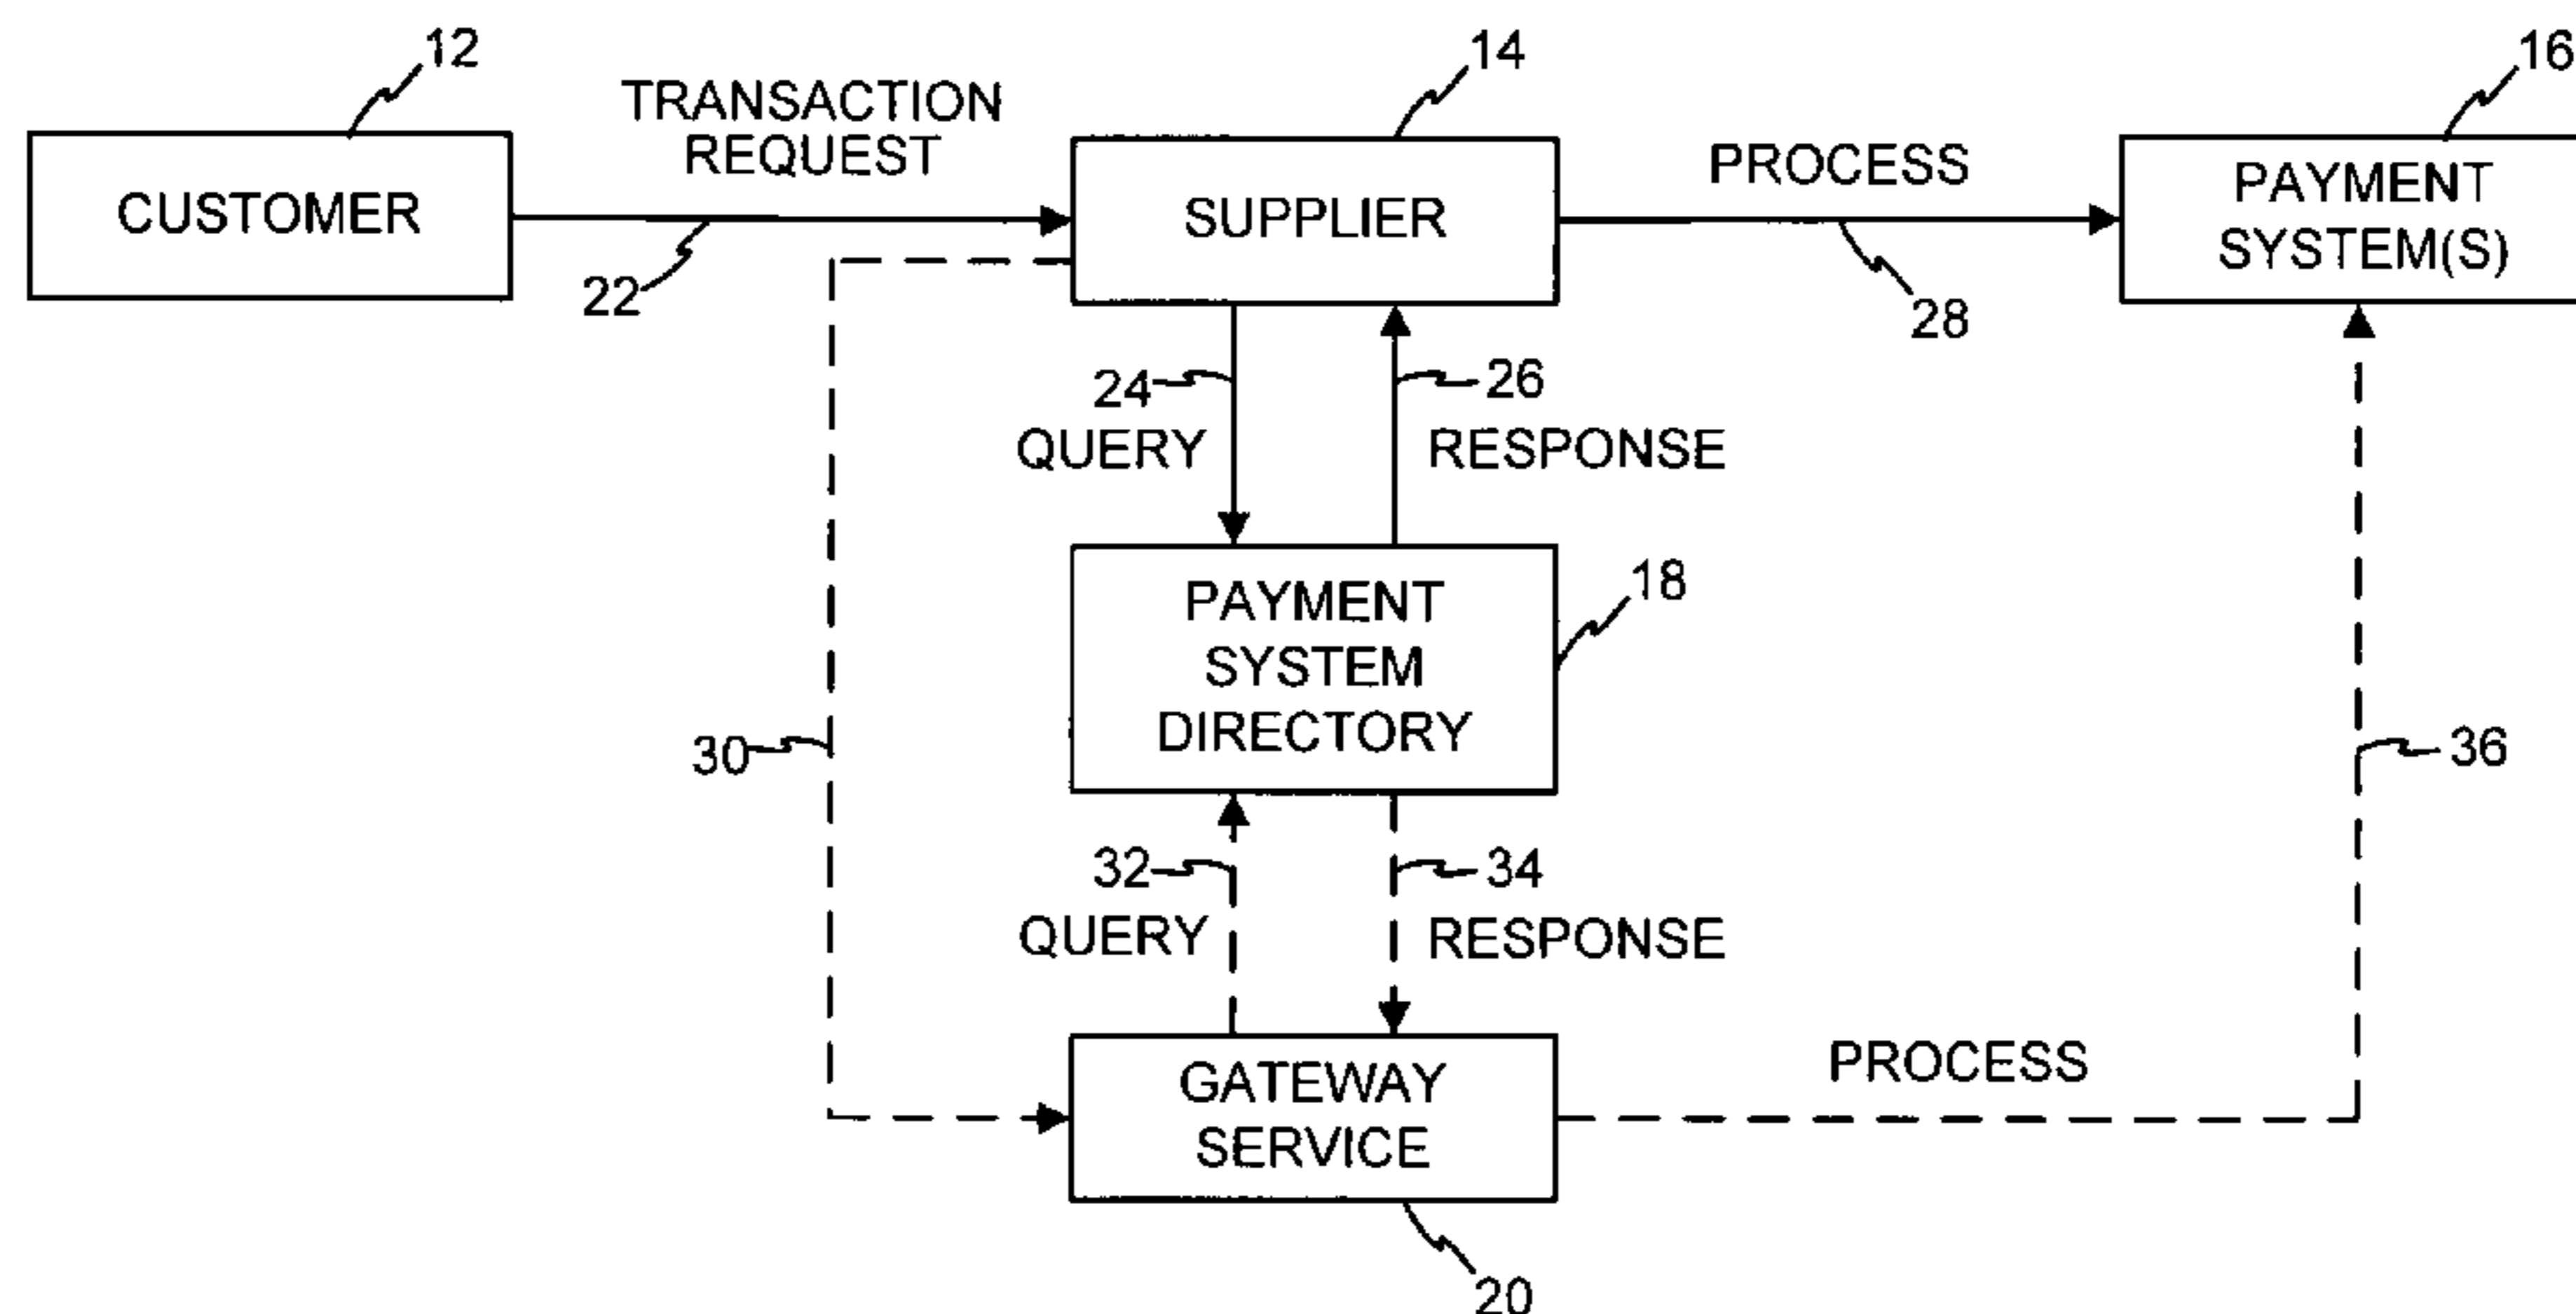 12
14
16
TRANSACTION
REQUEST
CUSTOMER
SUPPLIER
PROCESS
PAYMENT
SYSTEM(S)
22
28
24
26
QUERY
RESPONSE
PAYMENT
SYSTEM
DIRECTORY
18
30
36
32
34
QUERY
RESPONSE
GATEWAY
SERVICE
PROCESS
20